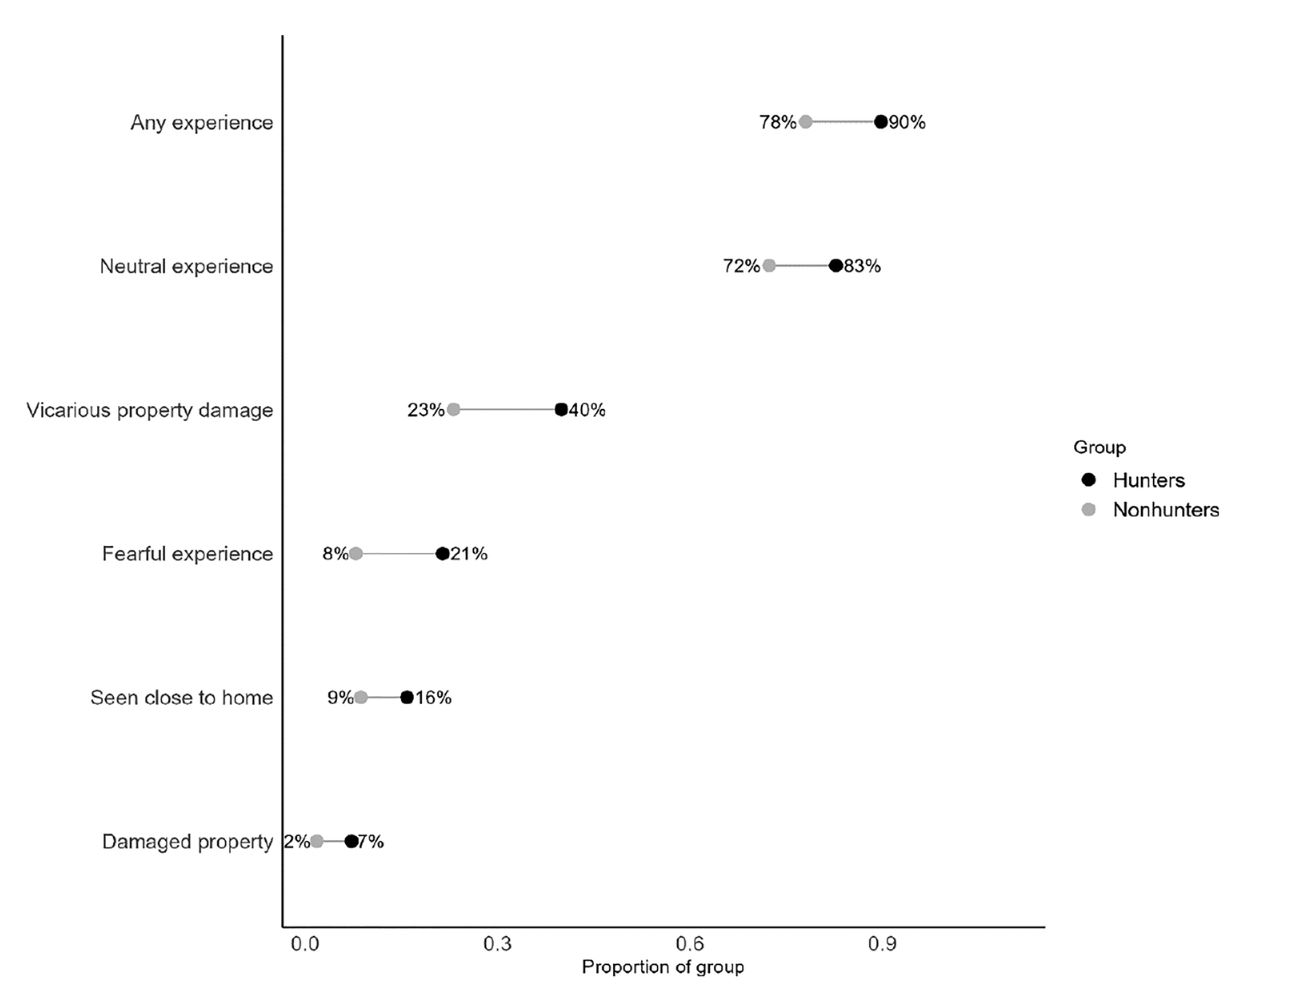 Any experience 78% 90%
Neutral experience 72% 83%
Vicarious property damage 23% 40%
Group
Hunters
Nonhunters
Fearful experience 8% 21%
Seen close to home 9% 16%
Damaged property 2% 7%
0.0 0.3 0.6 0.9
Proportion of group